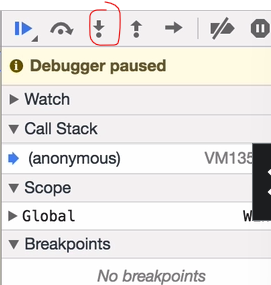 Debugger paused
Watch
Call Stack
(anonymous) VM135
Scope
Global
Breakpoints
No breakpoints